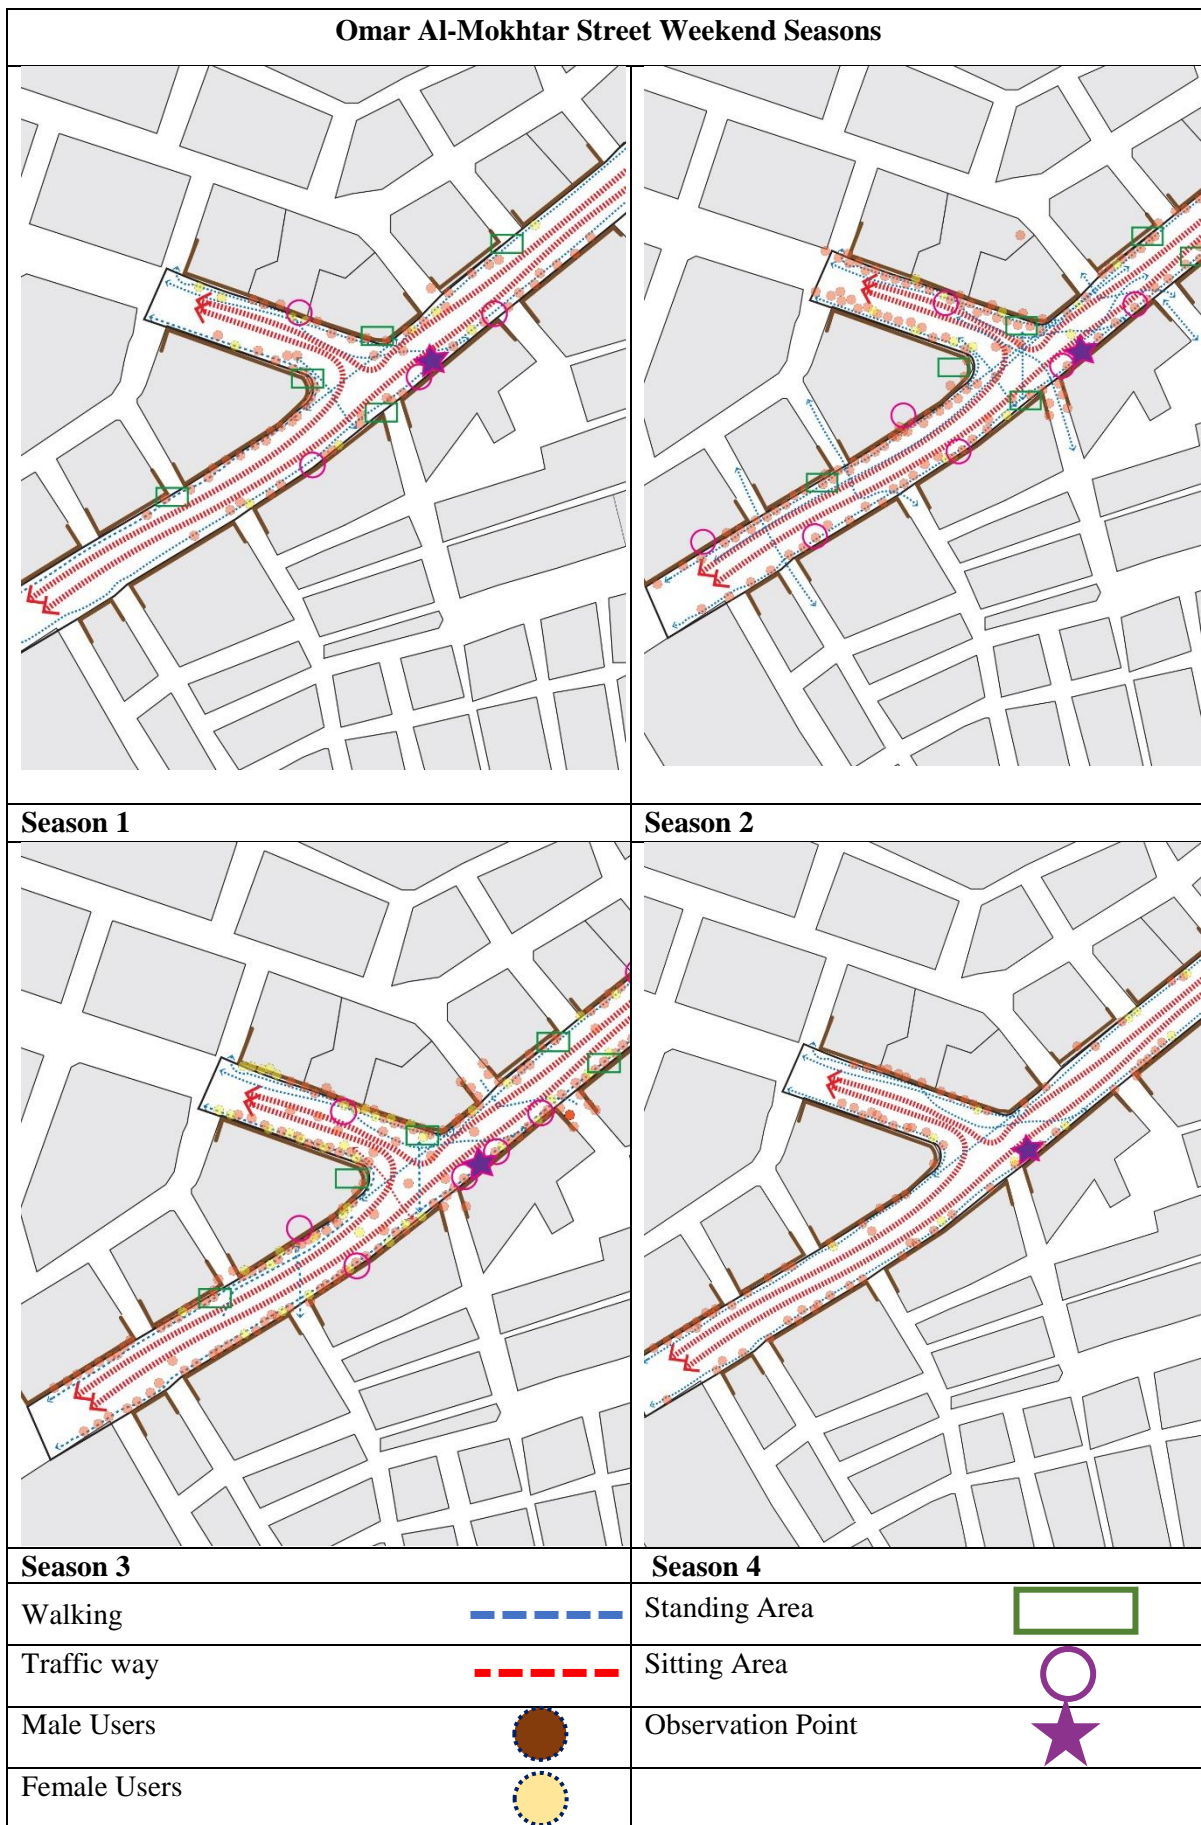 Omar Al-Mokhtar Street Weekend Seasons
Season 1
Season 2
Season 3
Season 4
Walking
Standing Area
Traffic way
Sitting Area
Male Users
Observation Point
Female Users